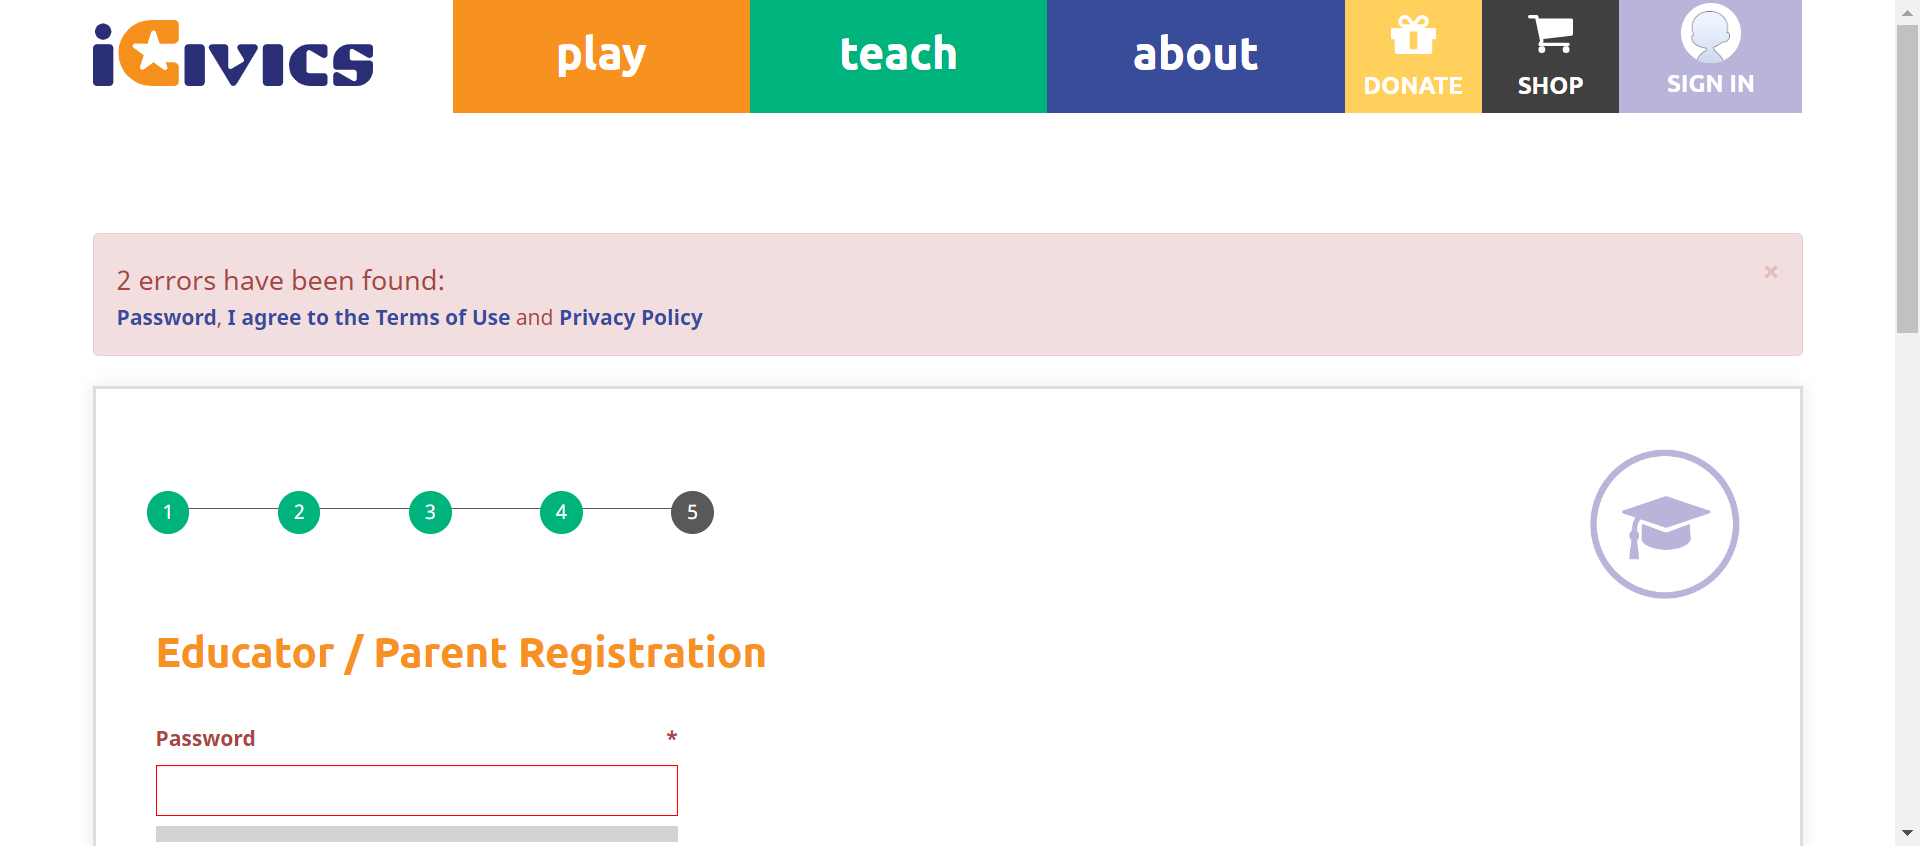 iCivics
play
teach
about
DONATE
SHOP
SIGN IN
2 errors have been found:
×
Password, I agree to the Terms of Use and Privacy Policy
1 2 3 4 5
Educator / Parent Registration
Password *